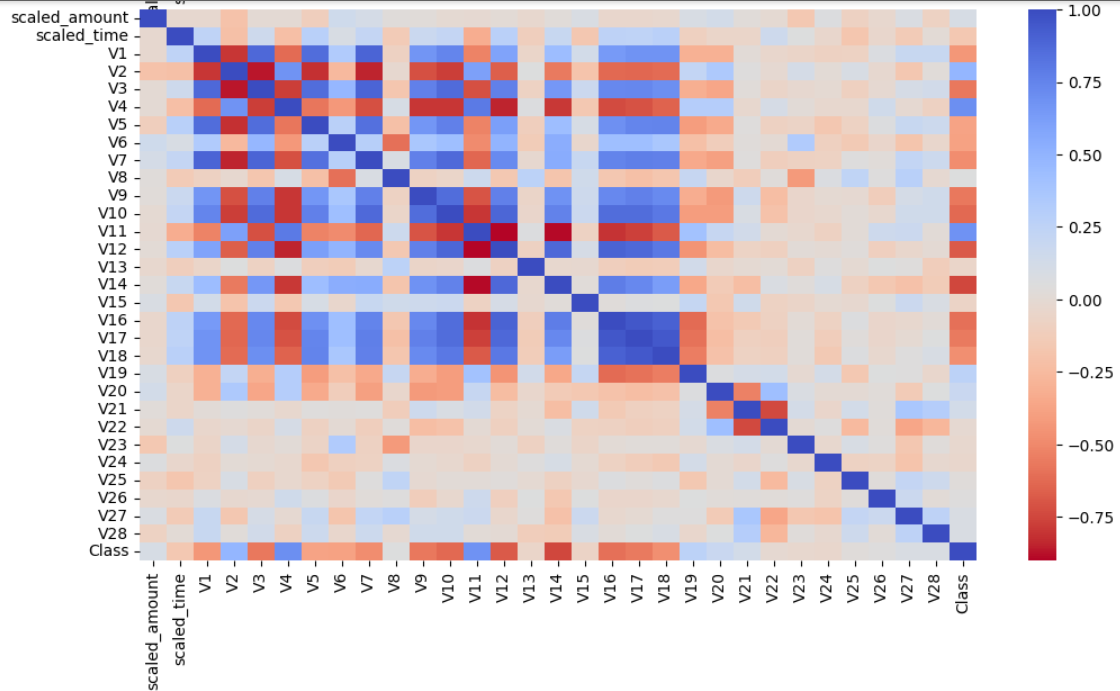 scaled_amount
scaled_time
V1
V2
V3
V4
V5
V6
V7
V8
V9
V10
V11
V12
V13
V14
V15
V16
V17
V18
V19
V20
V21
V22
V23
V24
V25
V26
V27
V28
Class
scaled_amount
scaled_time
V1
V2
V3
V4
V5
V6
V7
V8
V9
V10
V11
V12
V13
V14
V15
V16
V17
V18
V19
V20
V21
V22
V23
V24
V25
V26
V27
V28
Class
1.00
0.75
0.50
0.25
0.00
−0.25
−0.50
−0.75